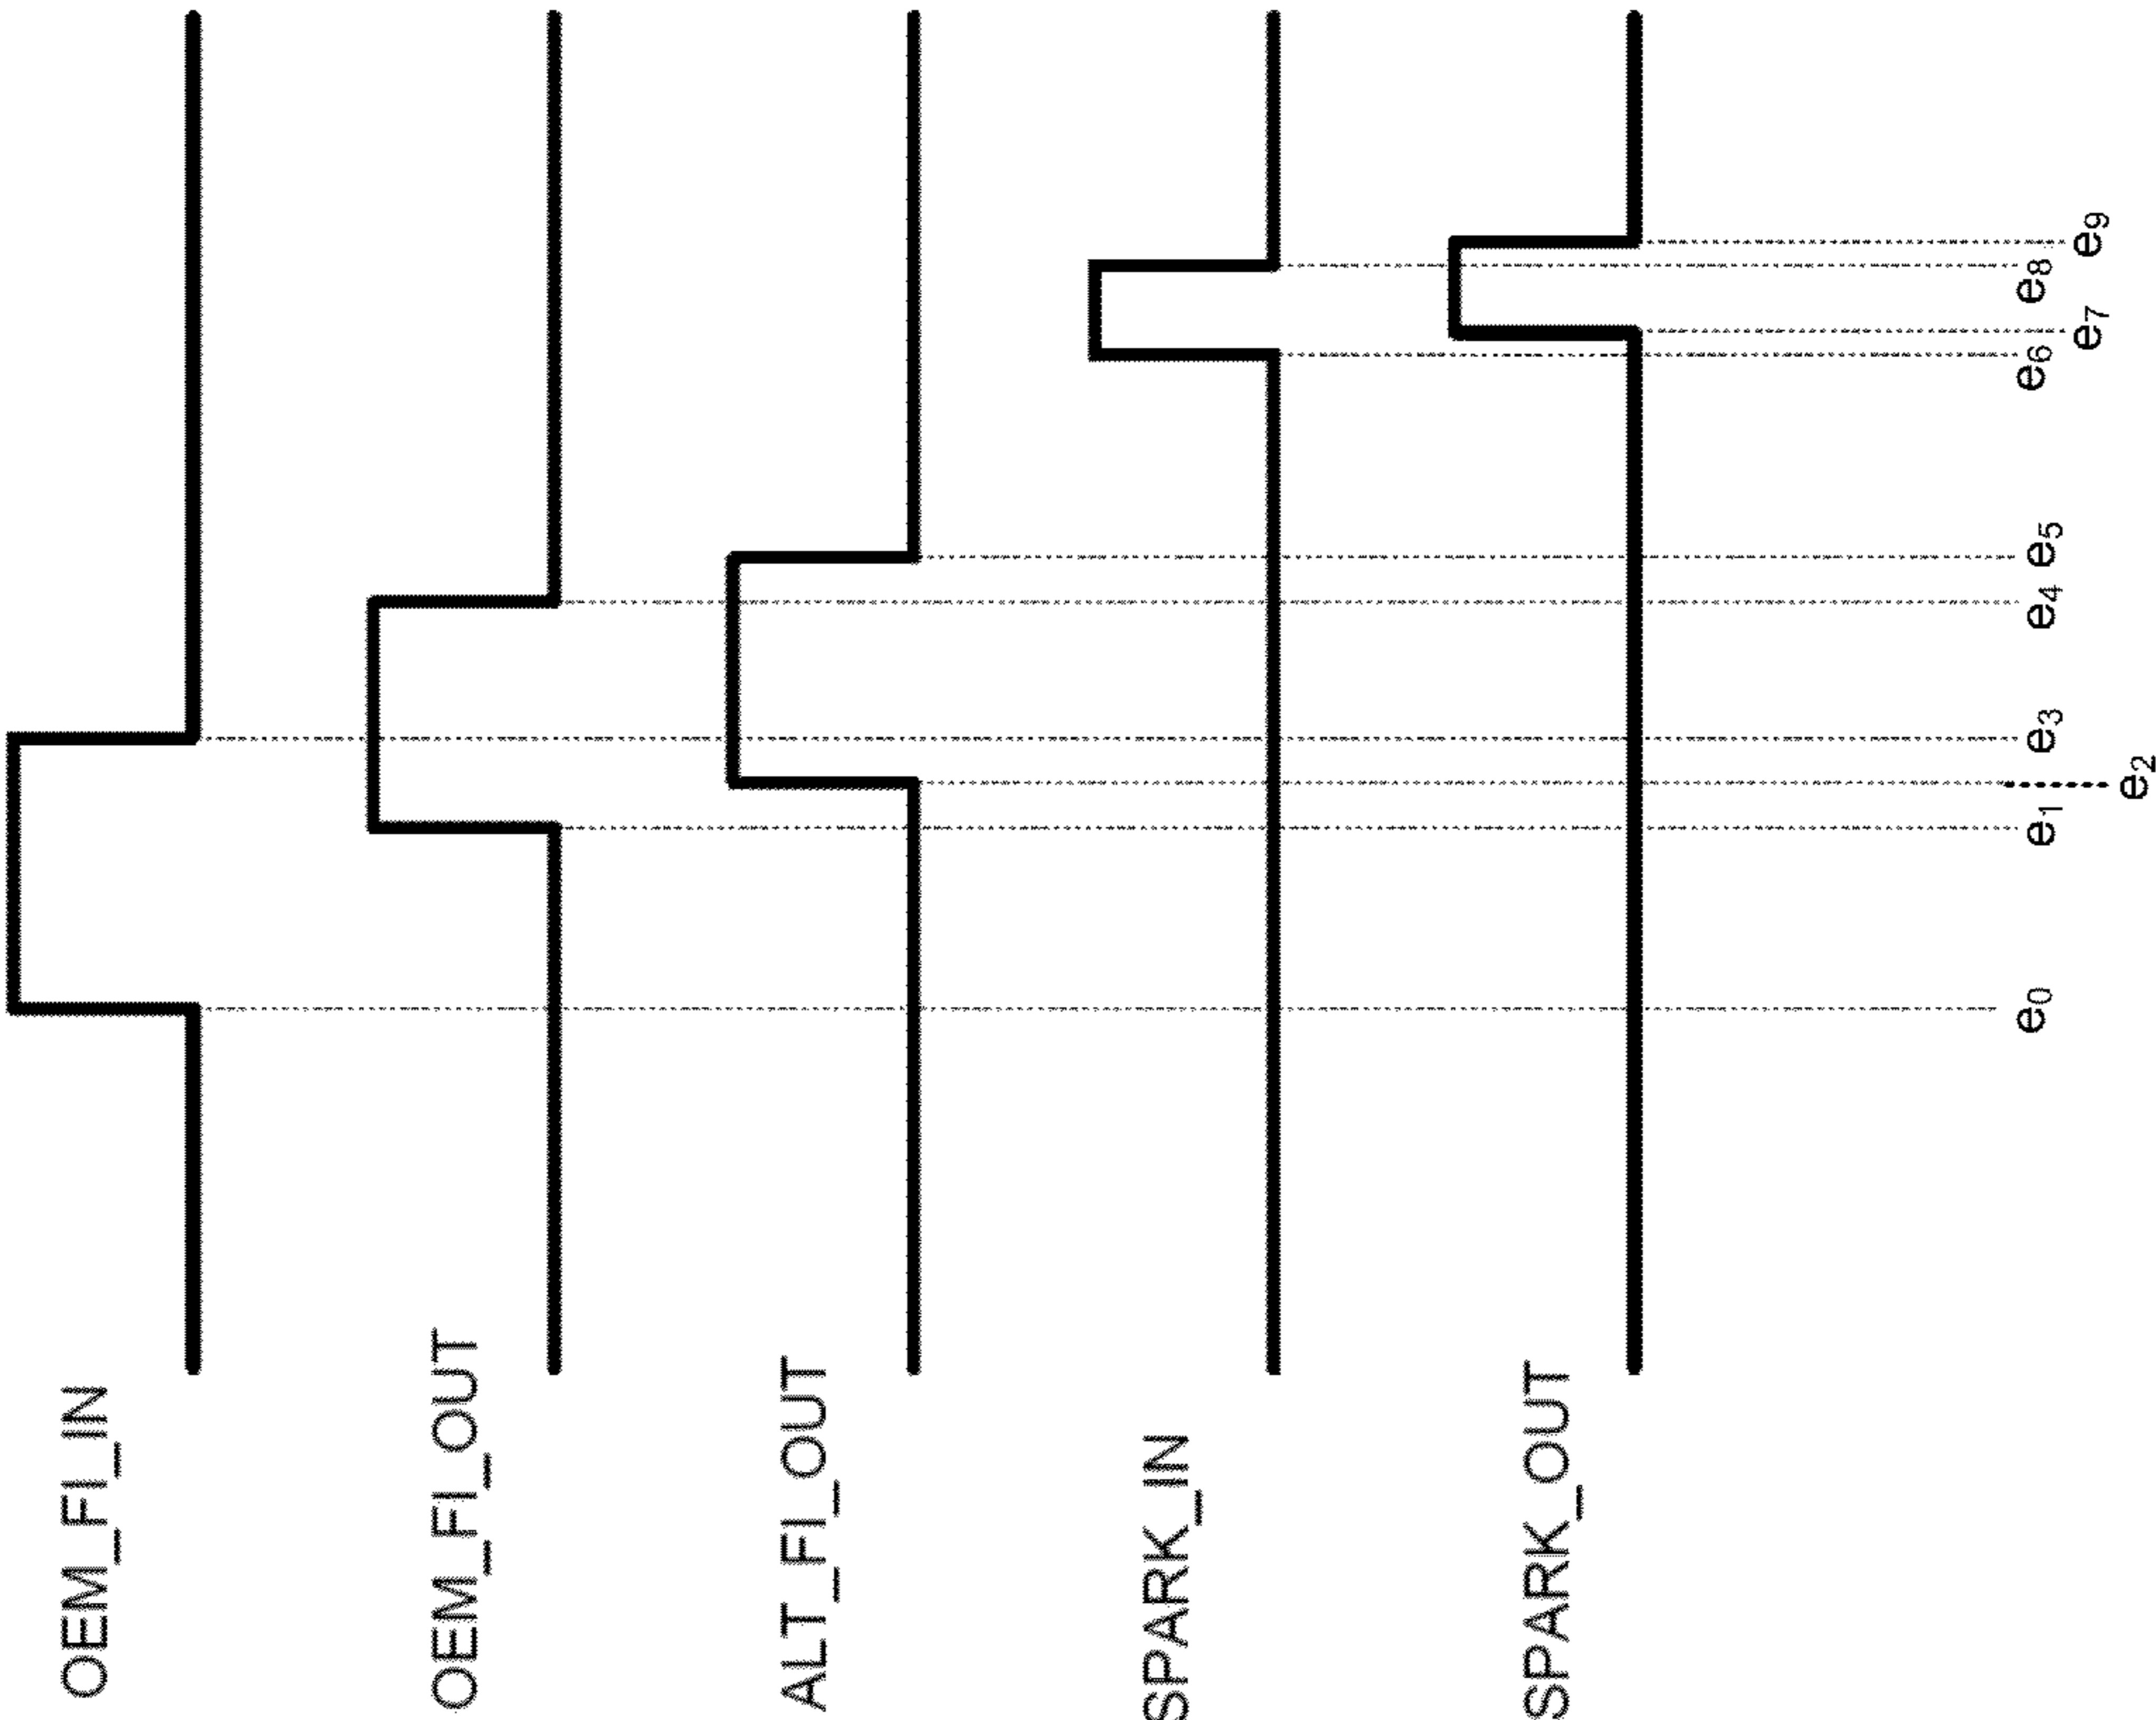 OEM_FI_IN
OEM_FI_OUT
ALT_FI_OUT
SPARK_IN
SPARK_OUT
e0
e1
e2
e3
e4
e5
e6
e7
e8
e9